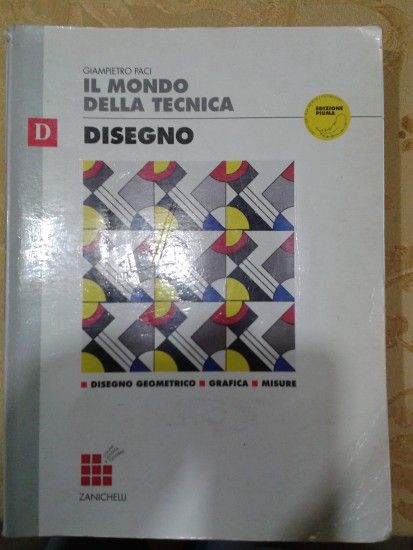 GIAMPIETRO PACI
IL MONDO
DELLA TECNICA
D DISEGNO
EDIZIONE
PIUMA
■ DISEGNO GEOMETRICO ■ GRAFICA ■ MISURE
ZANICHELLI